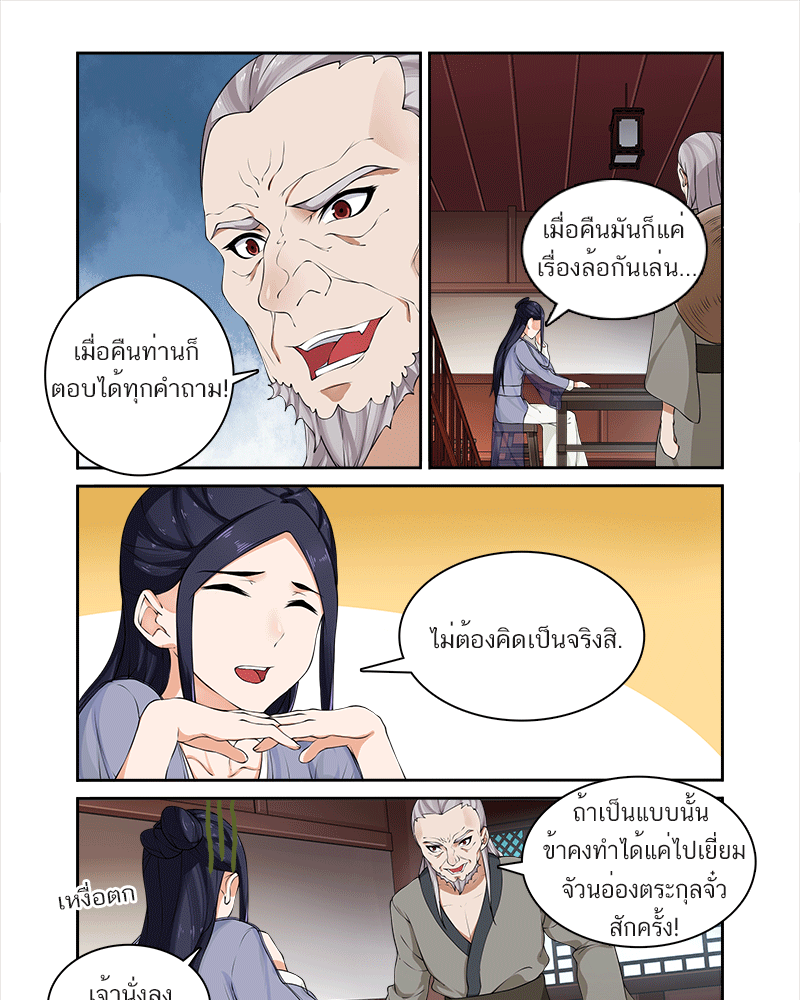 เมื่อคืนท่านก็
ตอบได้ทุกคำถาม!
เมื่อคืนมันก็แค่
เรื่องล้อกันเล่น...
ไม่ต้องคิดเป็นจริงสิ.
ถ้าเป็นแบบนั้น
ข้าคงทำได้แค่ไปเยี่ยม
จัวนอ๋องตระกุลจั๋ว
สักครั้ง!
เหงื่อตก
เจ้านั่งลง